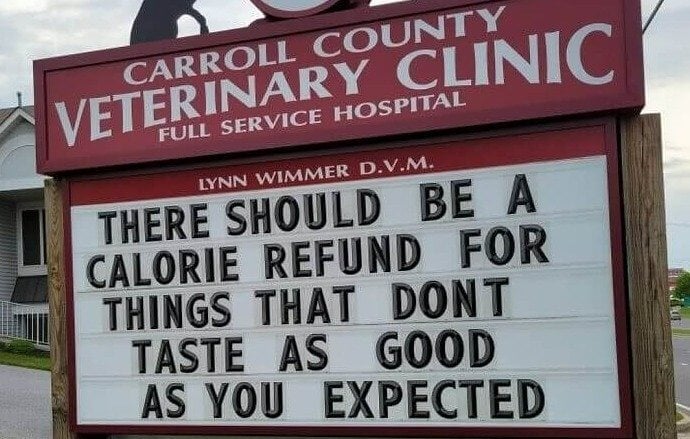 CARROLL COUNTY
VETERINARY CLINIC
FULL SERVICE HOSPITAL
LYNN WIMMER D.V.M.
THERE SHOULD BE A
CALORIE REFUND FOR
THINGS THAT DONT
TASTE AS GOOD
AS YOU EXPECTED